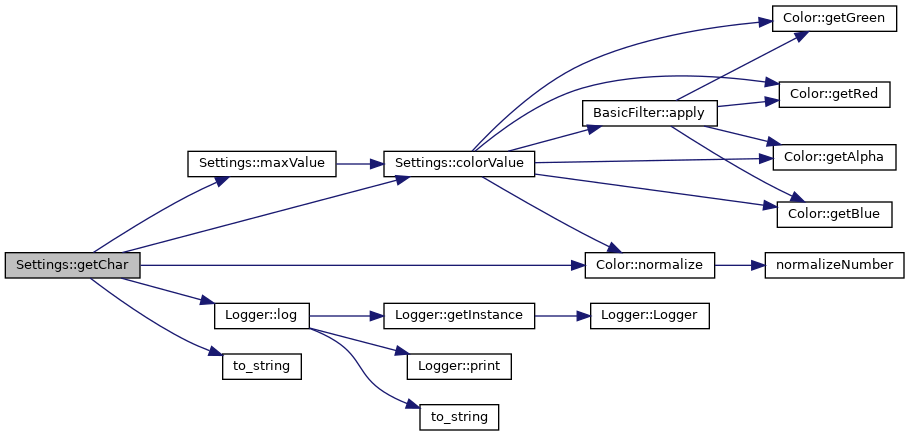 Color::getGreen
Color::getRed
BasicFilter::apply
Settings::maxValue
Settings::colorValue
Color::getAlpha
Color::getBlue
Settings::getChar
Color::normalize
normalizeNumber
Logger::log
Logger::getInstance
Logger::Logger
to_string
Logger::print
to_string